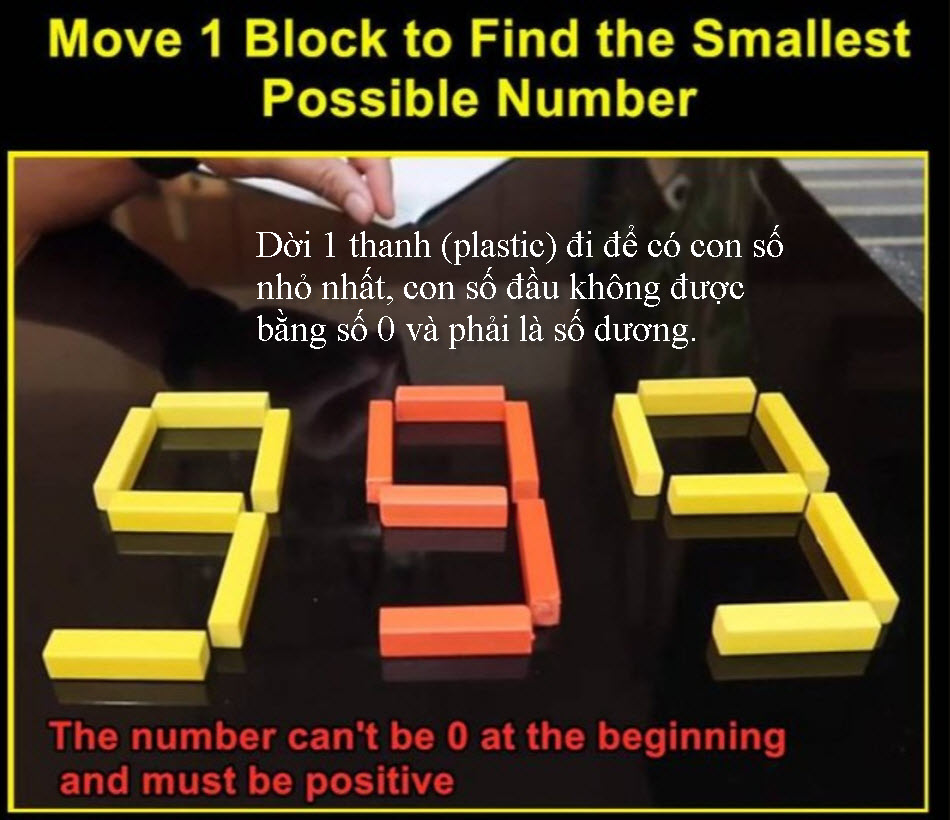 Move 1 Block to Find the Smallest
Possible Number
Dời 1 thanh (plastic) đi để có con số
nhỏ nhất, con số đầu không được
bằng số 0 và phải là số dương.
999
The number can't be 0 at the beginning
and must be positive